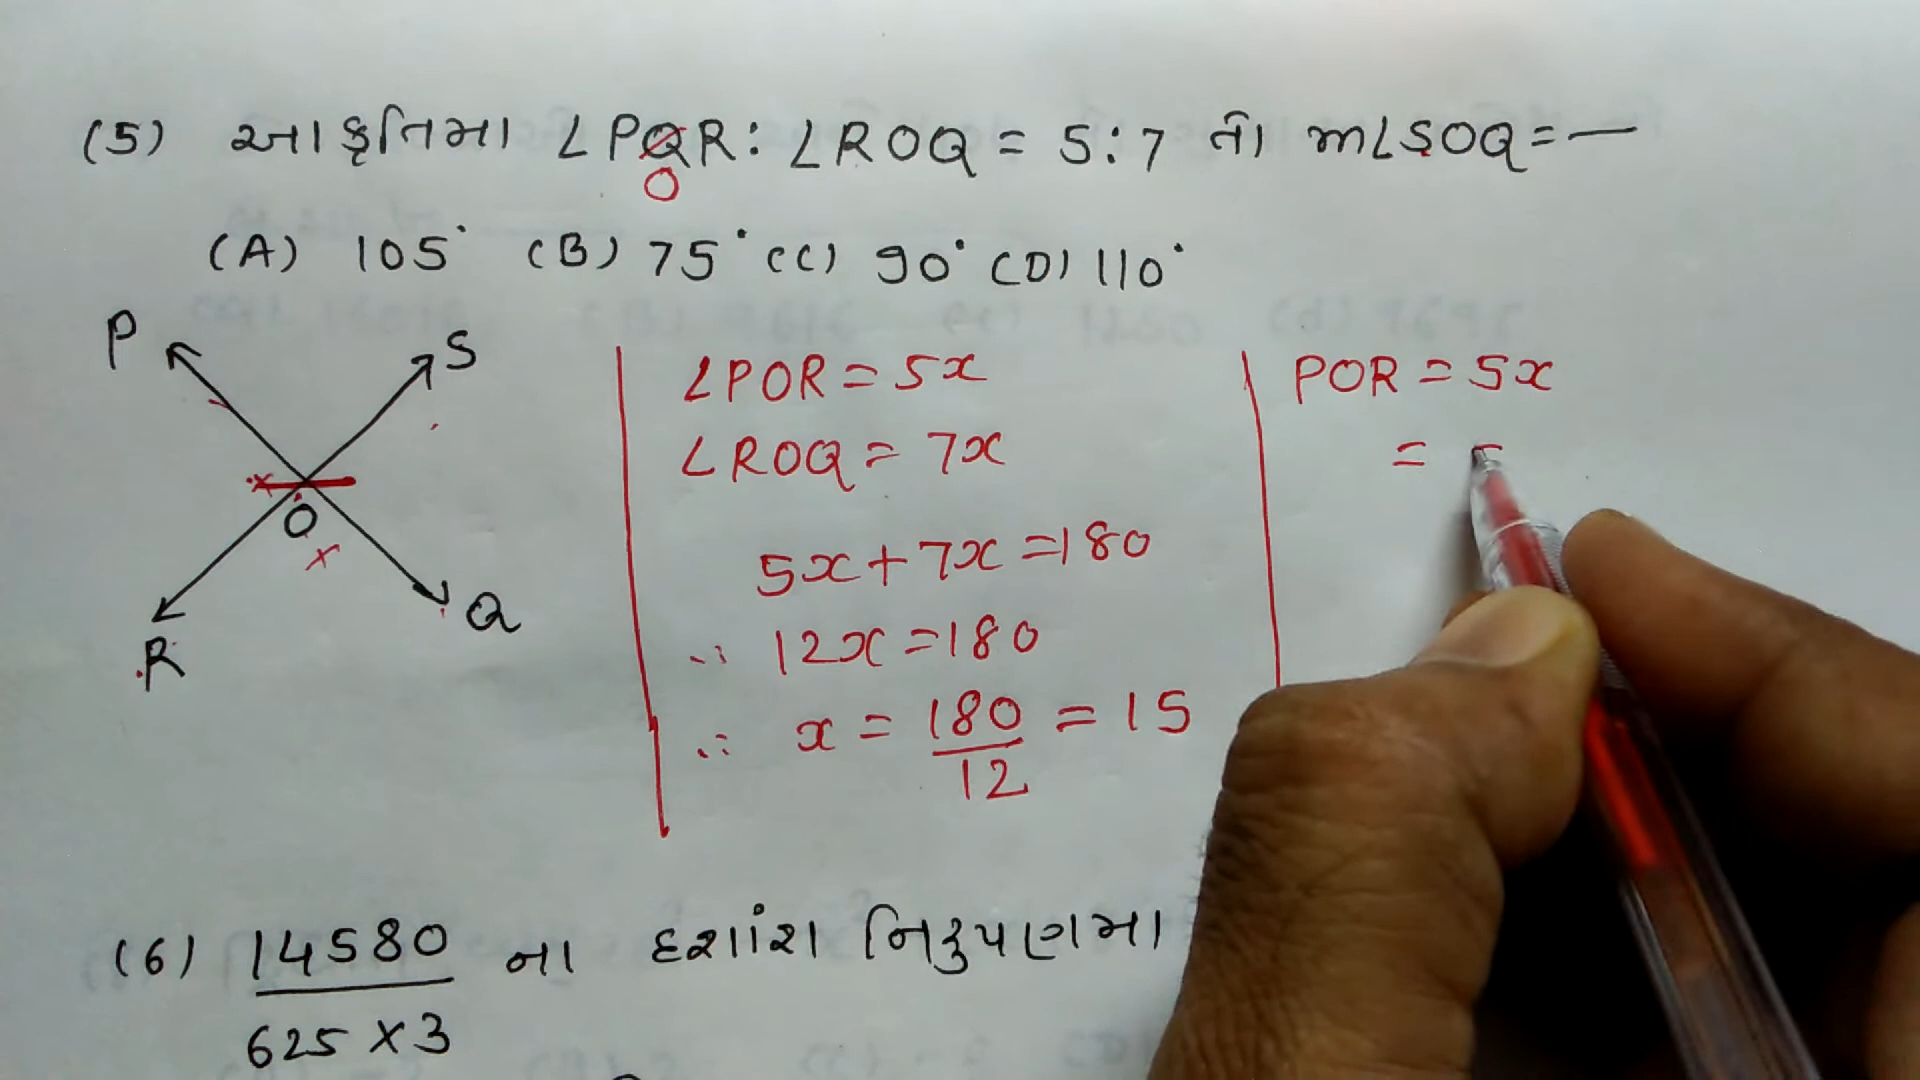 (5) આકૃતિમા ∠PQR : ∠ROQ = 5:7 તો m∠SOQ = —
O
(A) 105° (B) 75° (C) 90° (D) 110°
P
S
O
R
Q
x
x
∠POR = 5x
∠ROQ = 7x
5x + 7x = 180
∴ 12x = 180
∴ x = 180/12 = 15
POR = 5x
= 5
(6) 14580/625 × 3 ના દશાંશ નિરૂપણમા